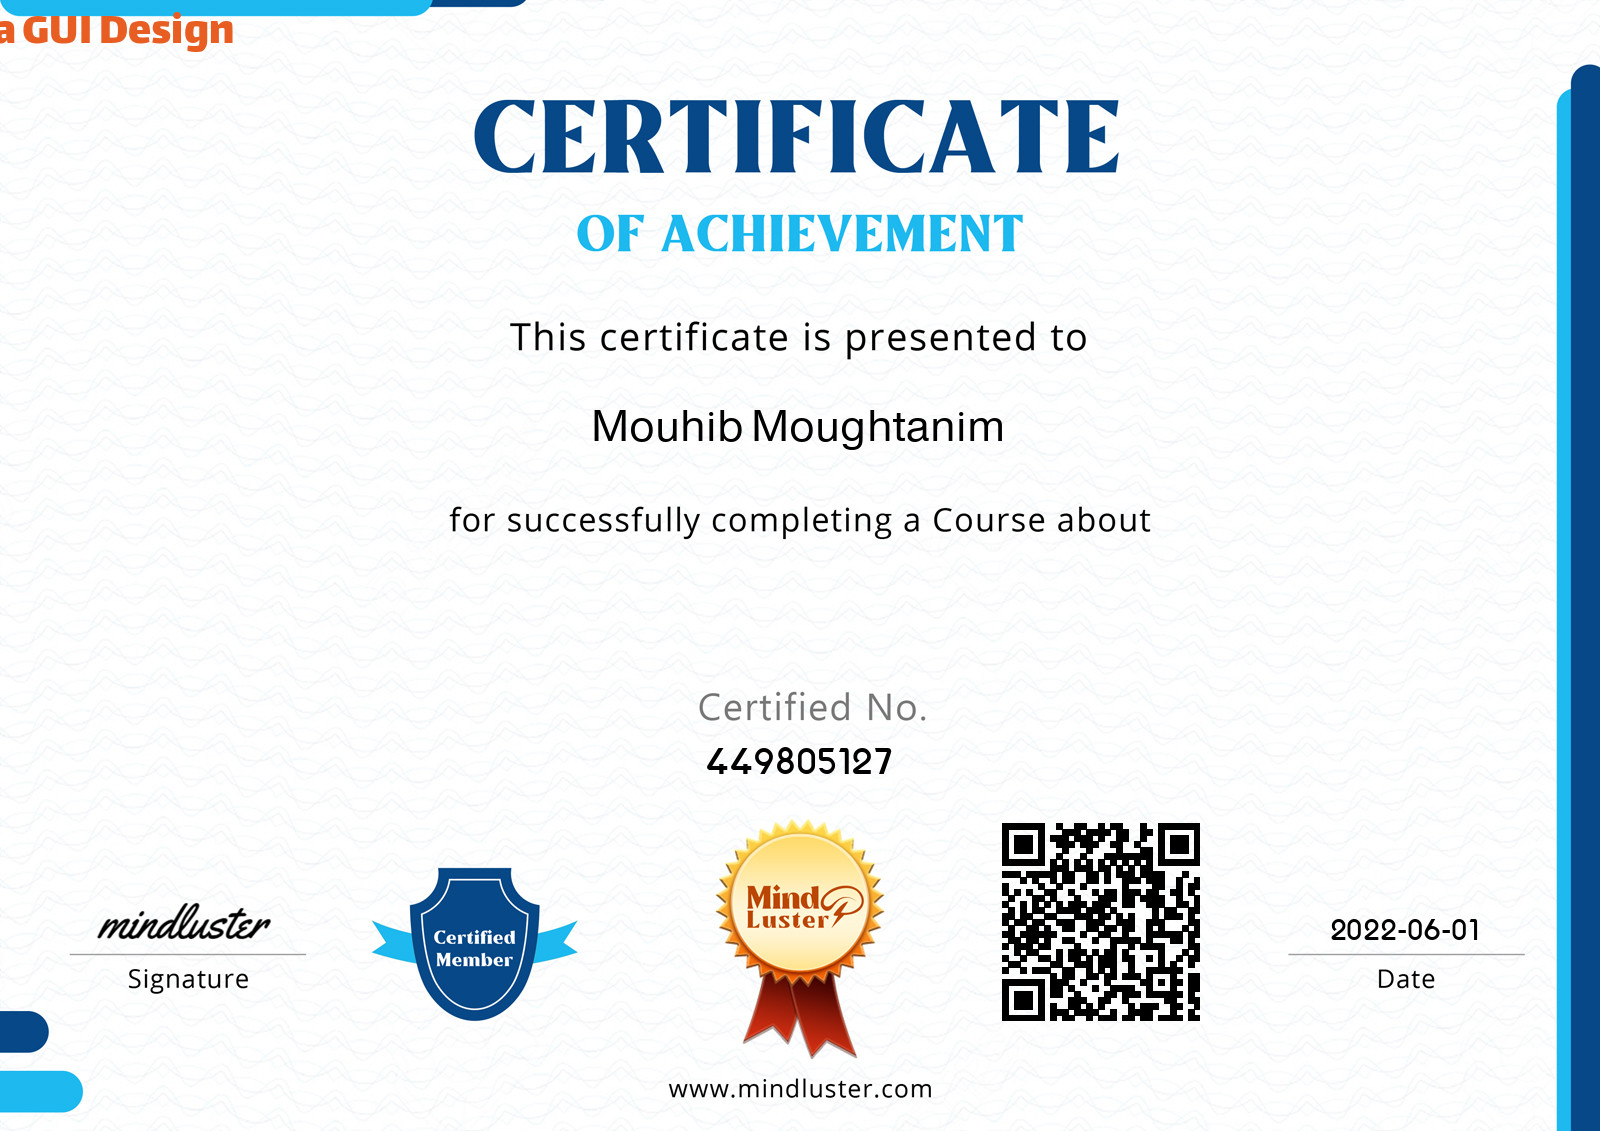 a GUI Design
CERTIFICATE
OF ACHIEVEMENT
This certificate is presented to
Mouhib Moughtanim
for successfully completing a Course about
Certified No.
449805127
mindluster
Signature
Certified
Member
Mind
Luster
2022-06-01
Date
www.mindluster.com